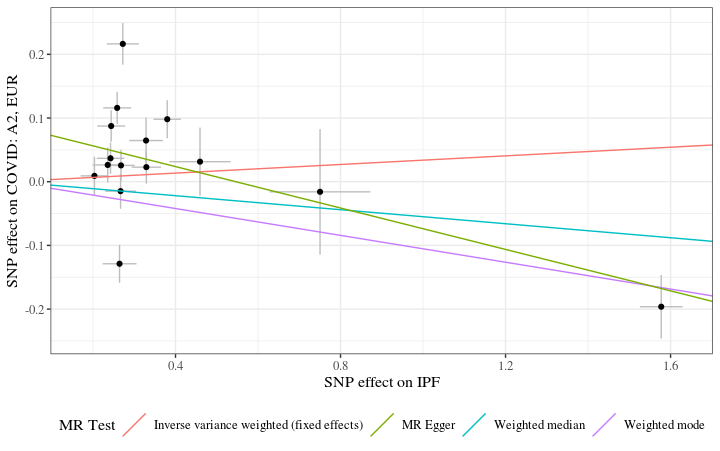 SNP effect on COVID: A2, EUR
0.2
0.1
0.0
-0.1
-0.2
0.4 0.8 1.2 1.6
SNP effect on IPF
MR Test Inverse variance weighted (fixed effects) MR Egger Weighted median Weighted mode